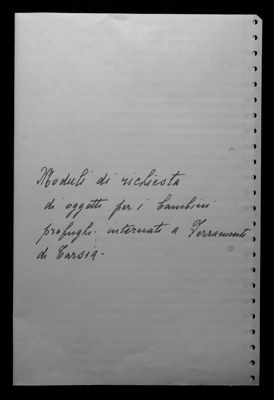 Moduli di richiesta
di oggetti per i bambini
profughi internati a Ferramonti
di Tarsia-